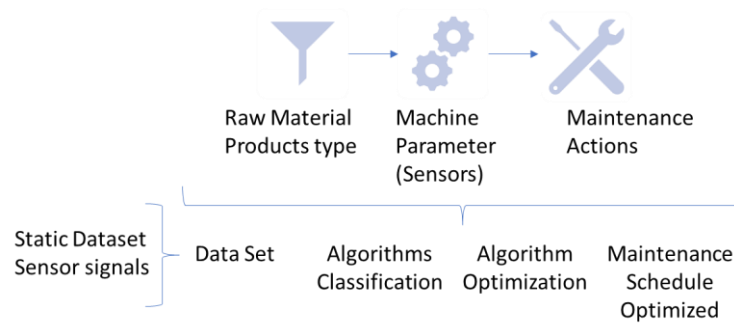 Raw Material
Products type
Machine
Parameter
(Sensors)
Maintenance
Actions
Static Dataset
Sensor signals
Data Set
Algorithms
Classification
Algorithm
Optimization
Maintenance
Schedule
Optimized